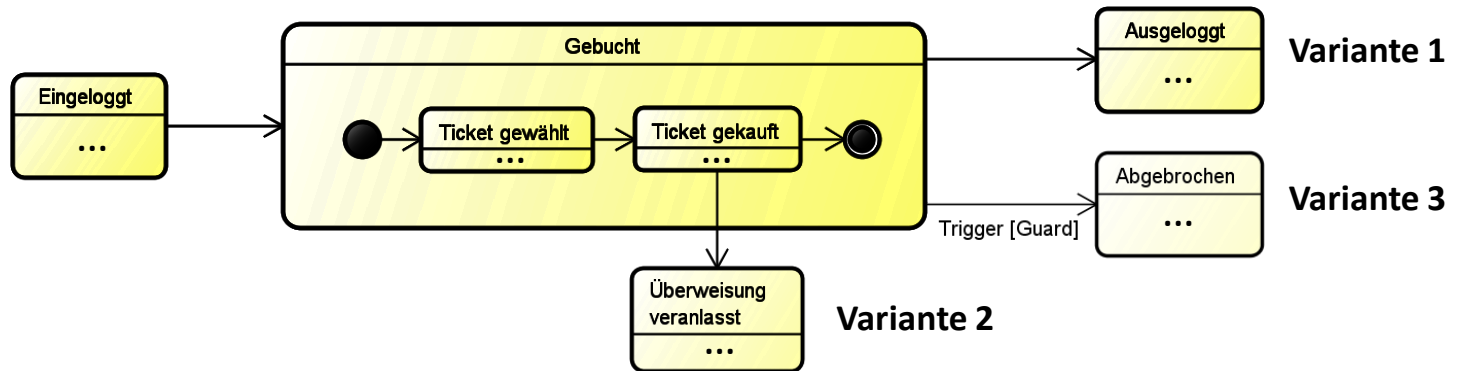 Gebucht
Ausgeloggt
...
Variante 1
Eingeloggt
...
Ticket gewählt
...
Ticket gekauft
...
Abgebrochen
...
Variante 3
Trigger [Guard]
Überweisung
veranlasst
...
Variante 2